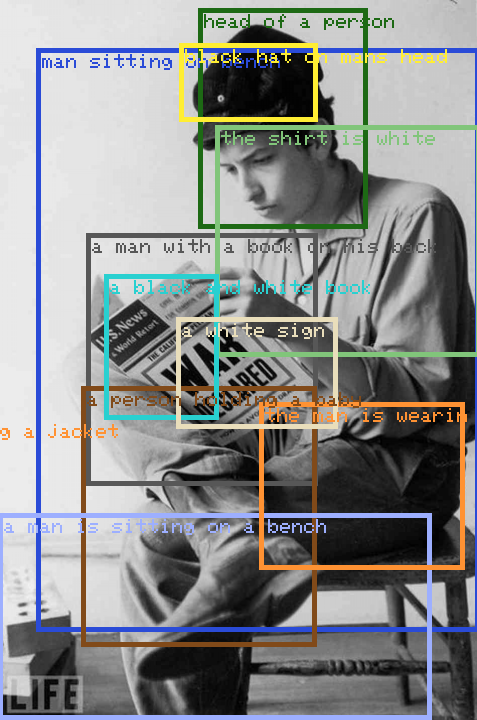 head of a person
black hat on mans head
man sitting on bench
the shirt is white
a man with a book on his back
a black and white book
U.S.News
& World Report
a white sign
WAR
a person holding a baby
the man is wearin
g a jacket
a man is sitting on a bench
LIFE